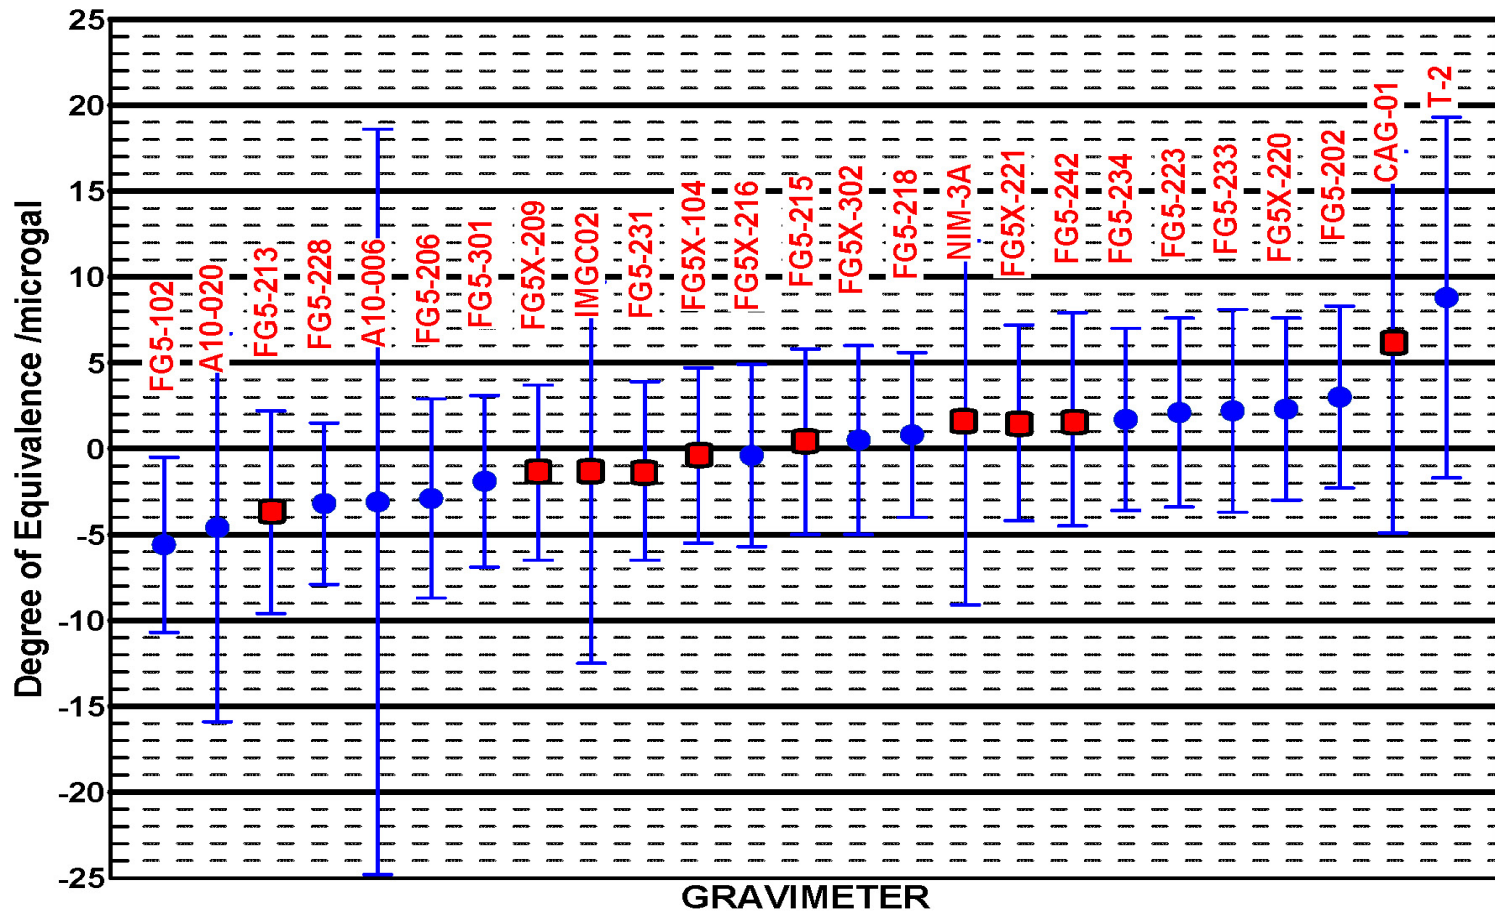 25
20
15
10
5
0
-5
-10
-15
-20
-25
Degree of Equivalence /microgal
FG5-102
A10-020
FG5-213
FG5-228
A10-006
FG5-206
FG5-301
FG5X-209
IMGC02
FG5-231
FG5X-104
FG5X-216
FG5-215
FG5X-302
FG5-218
NIM-3A
FG5X-221
FG5-242
FG5-234
FG5-223
FG5-233
FG5X-220
FG5-202
CAG-01
T-2
GRAVIMETER